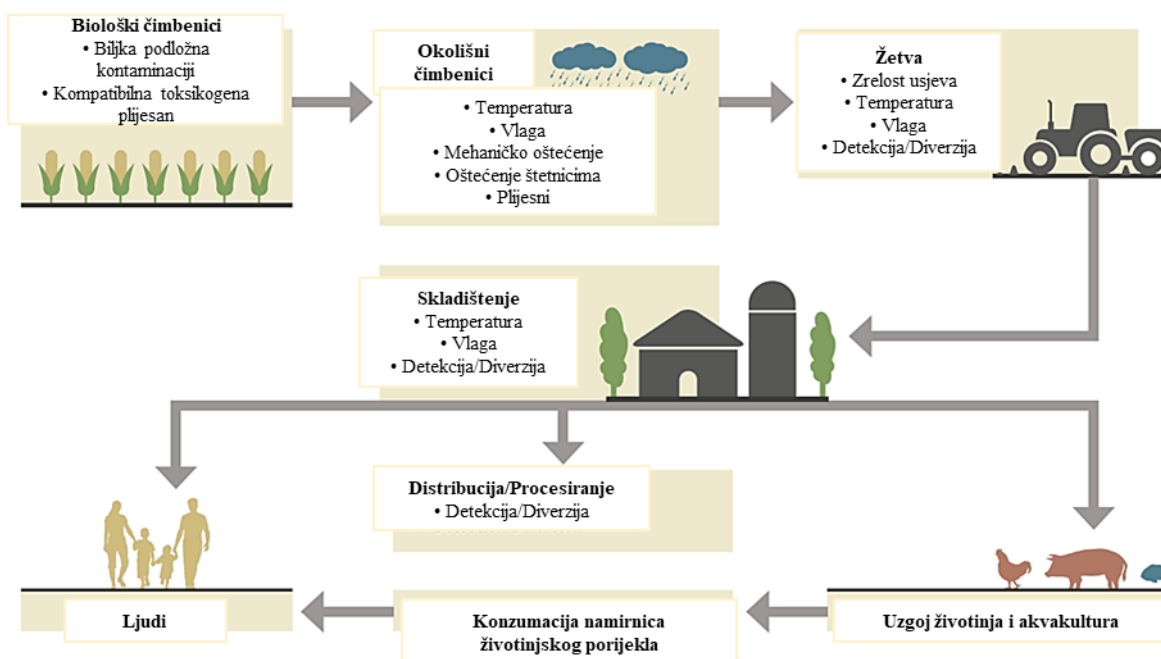 Biološki čimbenici
• Biljka podložna
kontaminaciji
• Kompatibilna toksikogena
plijesan
Okolišni
čimbenici
• Temperatura
• Vlaga
• Mehaničko oštećenje
• Oštećenje štetnicima
• Plijesni
Žetva
• Zrelost usjeva
• Temperatura
• Vlaga
• Detekcija/Diverzija
Skladištenje
• Temperatura
• Vlaga
• Detekcija/Diverzija
Distribucija/Procesiranje
• Detekcija/Diverzija
Ljudi
Konzumacija namirnica
životinjskog porijekla
Uzgoj životinja i akvakultura